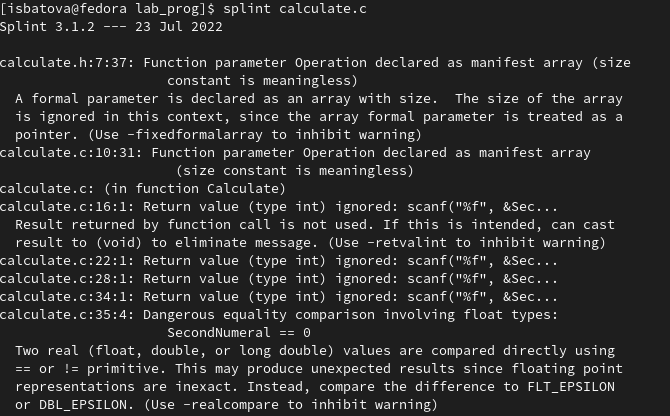 [isbatova@fedora lab_prog]$ splint calculate.c
Splint 3.1.2 --- 23 Jul 2022
calculate.h:7:37: Function parameter Operation declared as manifest array (size
constant is meaningless)
A formal parameter is declared as an array with size.  The size of the array
is ignored in this context, since the array formal parameter is treated as a
pointer. (Use -fixedformalarray to inhibit warning)
calculate.c:10:31: Function parameter Operation declared as manifest array
(size constant is meaningless)
calculate.c: (in function Calculate)
calculate.c:16:1: Return value (type int) ignored: scanf("%f", &Sec...
Result returned by function call is not used. If this is intended, can cast
result to (void) to eliminate message. (Use -retvalint to inhibit warning)
calculate.c:22:1: Return value (type int) ignored: scanf("%f", &Sec...
calculate.c:28:1: Return value (type int) ignored: scanf("%f", &Sec...
calculate.c:34:1: Return value (type int) ignored: scanf("%f", &Sec...
calculate.c:35:4: Dangerous equality comparison involving float types:
SecondNumeral == 0
Two real (float, double, or long double) values are compared directly using
== or != primitive. This may produce unexpected results since floating point
representations are inexact. Instead, compare the difference to FLT_EPSILON
or DBL_EPSILON. (Use -realcompare to inhibit warning)